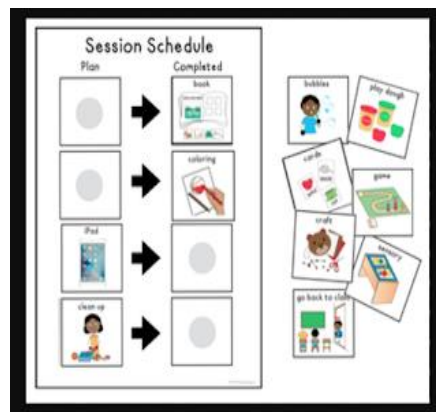 Session Schedule
Plan Completed
book
coloring
iPad
clean up
bubbles
play dough
cards
game
craft
sensory
go back to class